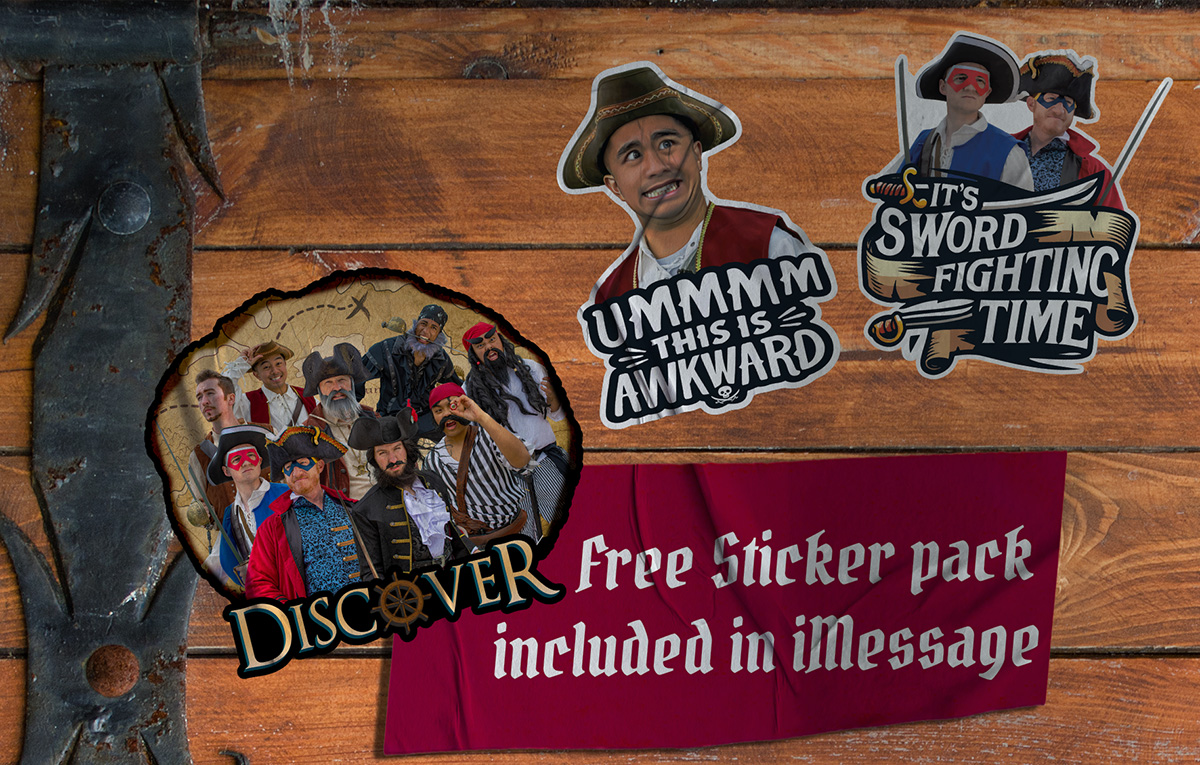 UMMMM
THIS IS
AWKWARD
IT'S
SWORD
FIGHTING
TIME
DISCOVER
Free Sticker pack
included in iMessage